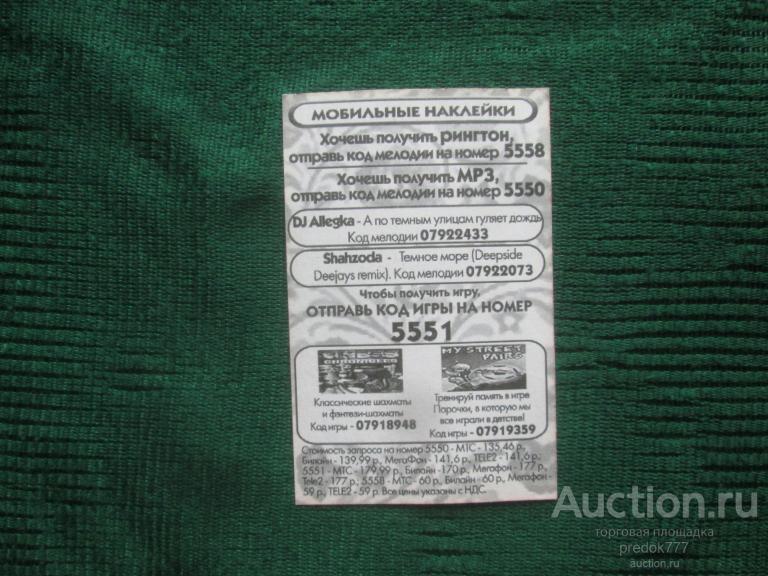 МОБИЛЬНЫЕ НАКЛЕЙКИ
Хочешь получить РИНГТОН,
отправь код мелодии на номер 5558
Хочешь получить MP3,
отправь код мелодии на номер 5550
DJ Allegka - А по темным улицам гуляет дождь
Код мелодии 07922433
Shahzoda - Темное море (Deepside
Deejays remix). Код мелодии 07922073
Чтобы получить игру,
ОТПРАВЬ КОД ИГРЫ НА НОМЕР
5551
CHRONICLES
Классические шахматы
и фэнтези-шахматы
Код игры - 07918948
MY STREET
PAIRS
Тренируй память в игре
Парочки, в которую мы
все играли в детстве!
Код игры - 07919359
Стоимость запроса на номер 5550 - МТС - 135,46 р.,
Билайн - 139,99 р., МегаФон - 141,6 р., TELE2 - 141,6 р.,
5551 - МТС - 179,99 р., Билайн - 170 р., Мегафон - 177 р.,
Tele2 - 177 р., 5558 - МТС - 60 р., Билайн - 60 р., Мегафон -
59 р., TELE2 - 59 р. Все цены указаны с НДС.
Auction.ru
торговая площадка
predok777
auction.ru